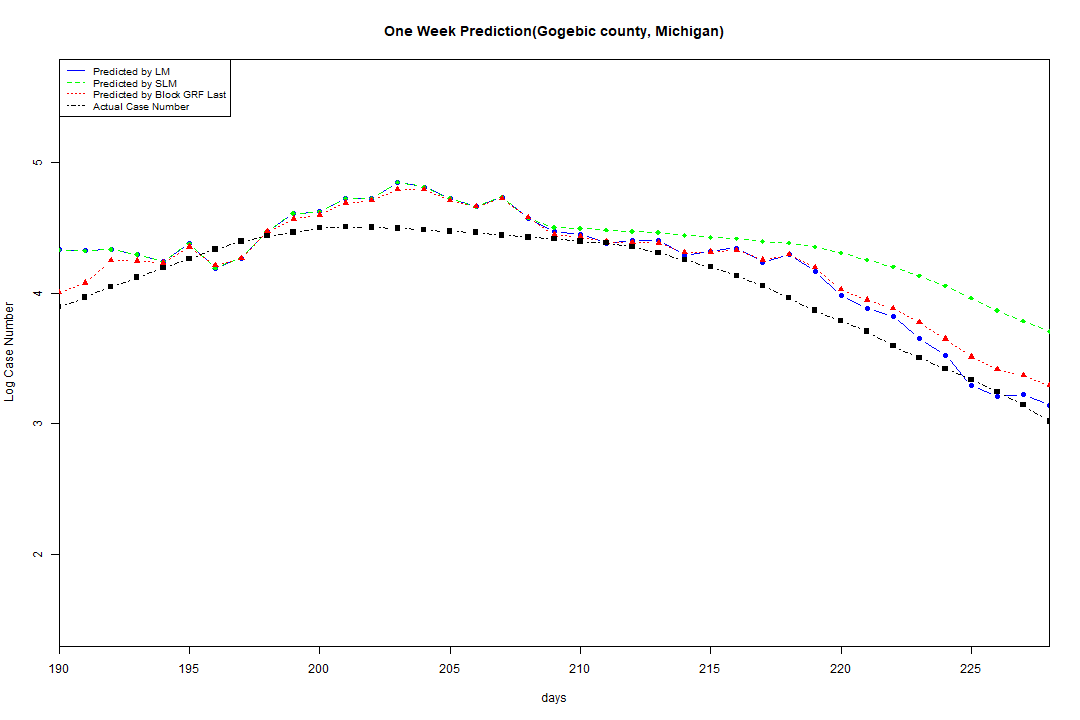 One Week Prediction(Gogebic county, Michigan)
Predicted by LM
Predicted by SLM
Predicted by Block GRF Last
Actual Case Number
5
4
3
2
Log Case Number
190 195 200 205 210 215 220 225
days